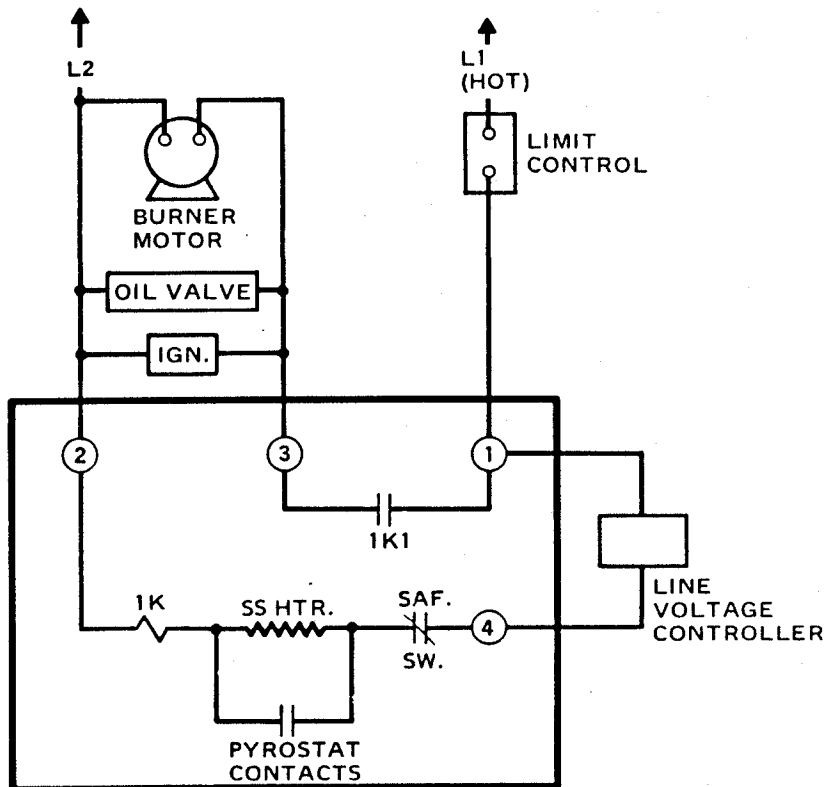 L2
L1
(HOT)
LIMIT
CONTROL
BURNER
MOTOR
OIL VALVE
IGN.
2
3
1
1K1
1K
SS HTR.
SAF.
SW.
4
LINE
VOLTAGE
CONTROLLER
PYROSTAT
CONTACTS